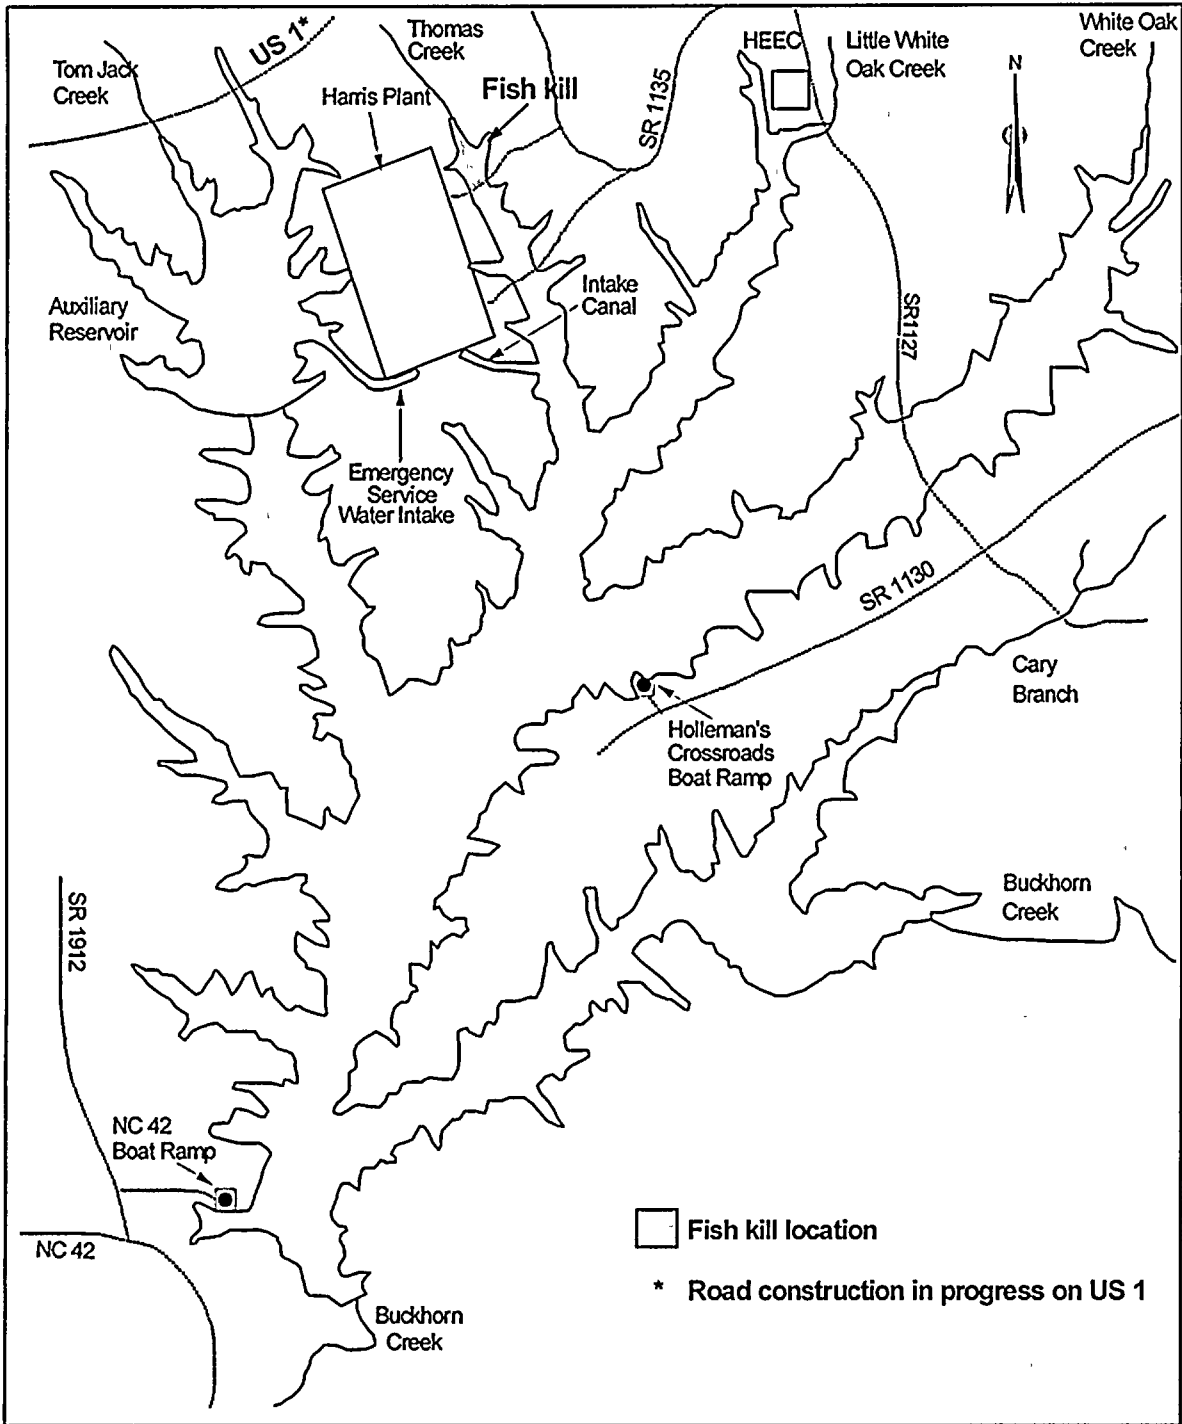 US 1*
Thomas
Creek
White Oak
Creek
Tom Jack
Creek
HEEC
Little White
Oak Creek
N
Harris Plant
Fish kill
SR 1135
Auxiliary
Reservoir
Intake
Canal
SR1127
Emergency
Service
Water Intake
SR 1130
Cary
Branch
Holleman's
Crossroads
Boat Ramp
Buckhorn
Creek
SR 1912
NC 42
Boat Ramp
NC 42
Fish kill location
* Road construction in progress on US 1
Buckhorn
Creek